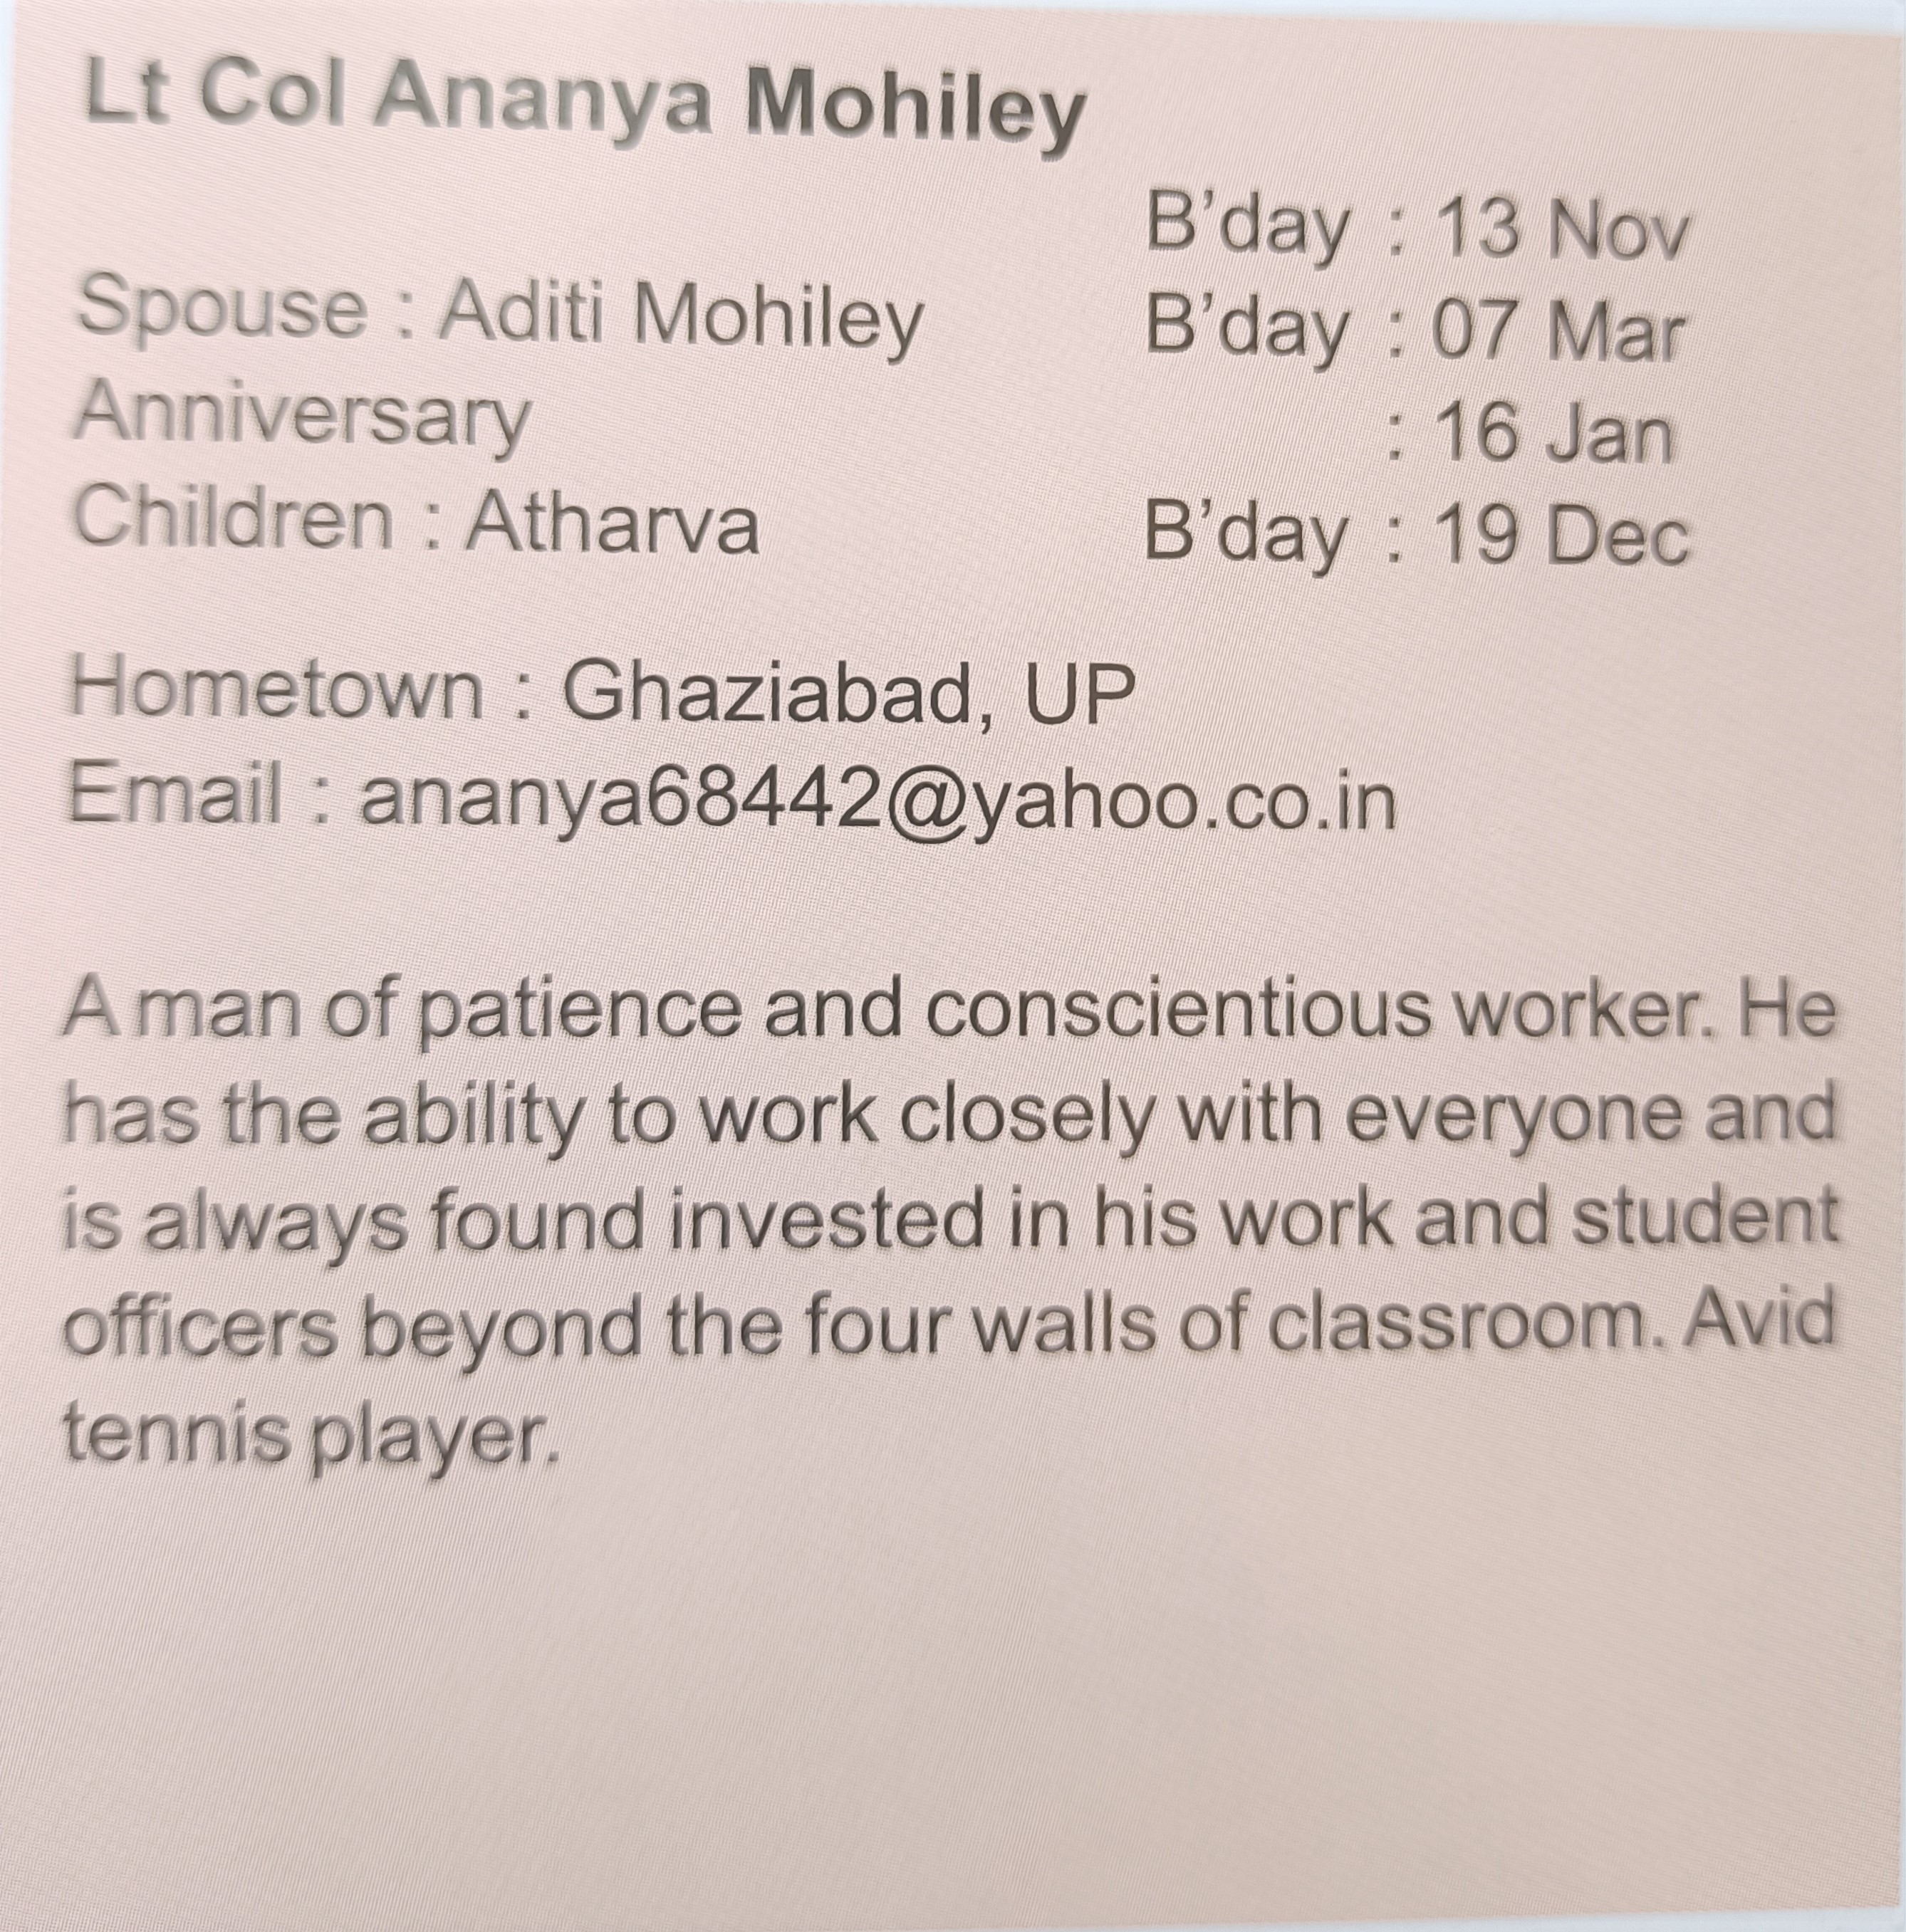 Lt Col Ananya Mohiley
B’day : 13 Nov
Spouse : Aditi Mohiley B’day : 07 Mar
Anniversary : 16 Jan
Children : Atharva B’day : 19 Dec
Hometown : Ghaziabad, UP
Email : ananya68442@yahoo.co.in
A man of patience and conscientious worker. He
has the ability to work closely with everyone and
is always found invested in his work and student
officers beyond the four walls of classroom. Avid
tennis player.